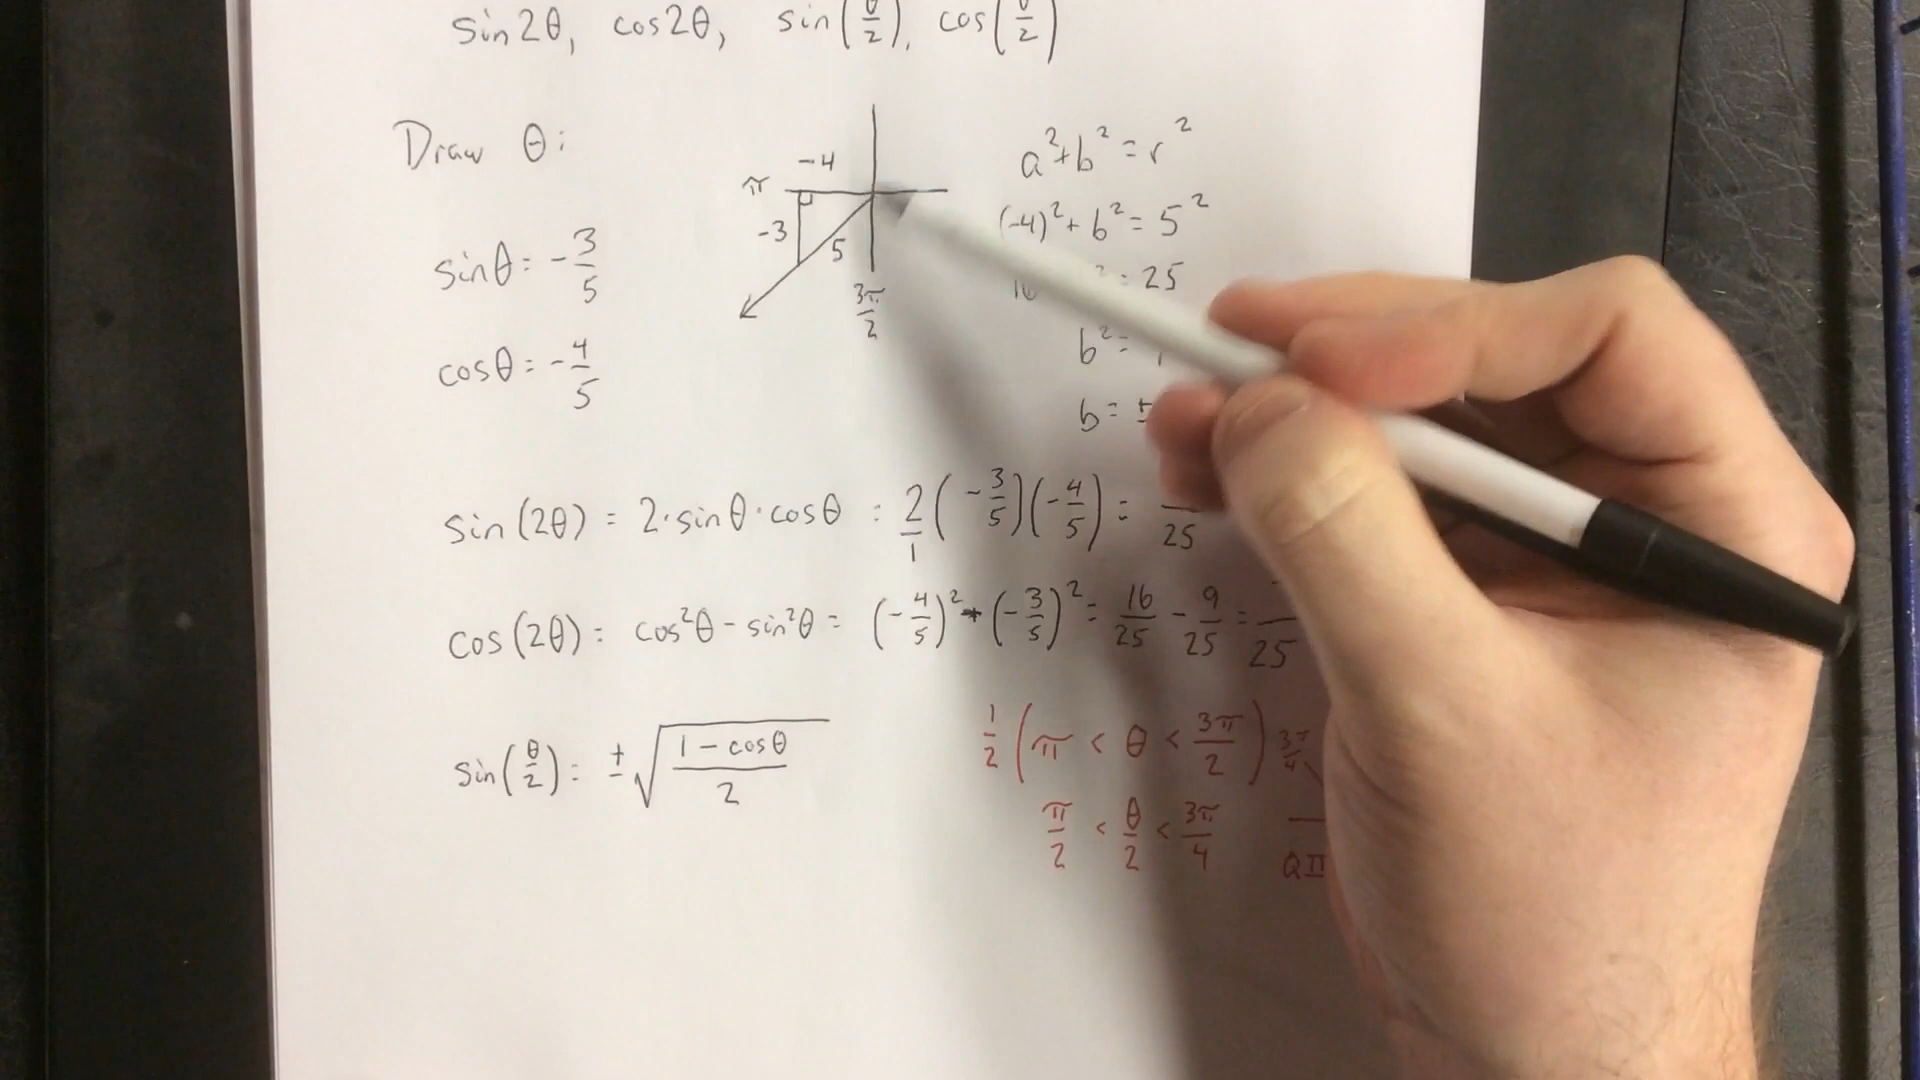 sin2θ, cos2θ, sin(θ/2), cos(θ/2)
Draw θ:
-4
π
-3
5
3π/2
a²+b²=r²
(-4)²+b²=5²
²=25
b²=
b=±
sinθ=-3/5
cosθ=-4/5
sin(2θ)=2·sinθ·cosθ=2/1(-3/5)(-4/5)= /25
cos(2θ)=cos²θ-sin²θ=(-4/5)²-(-3/5)²=16/25-9/25= /25
sin(θ/2)=±√((1-cosθ)/2)
1/2(π<θ<3π/2)
3π/4
π/2<θ/2<3π/4
QII